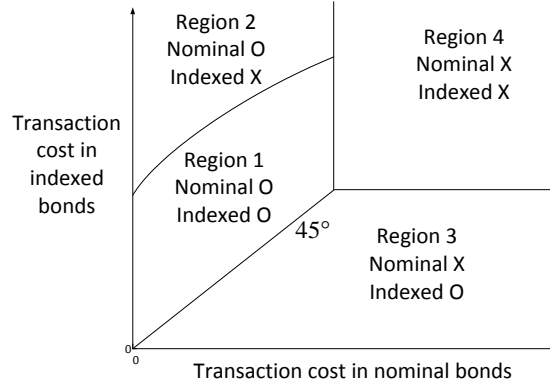 Region 2
Nominal O
Indexed X
Region 4
Nominal X
Indexed X
Transaction
cost in
indexed
bonds
Region 1
Nominal O
Indexed O
45°
Region 3
Nominal X
Indexed O
0
0
Transaction cost in nominal bonds